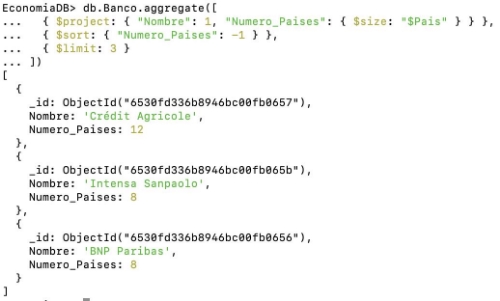 EconomiaDB> db.Banco.aggregate([
...   { $project: { "Nombre": 1, "Numero_Paises": { $size: "$Pais" } } },
...   { $sort: { "Numero_Paises": -1 } },
...   { $limit: 3 }
... ])
[
  {
    _id: ObjectId("6530fd336b8946bc00fb0657"),
    Nombre: 'Crédit Agricole',
    Numero_Paises: 12
  },
  {
    _id: ObjectId("6530fd336b8946bc00fb065b"),
    Nombre: 'Intensa Sanpaolo',
    Numero_Paises: 8
  },
  {
    _id: ObjectId("6530fd336b8946bc00fb0656"),
    Nombre: 'BNP Paribas',
    Numero_Paises: 8
  }
]